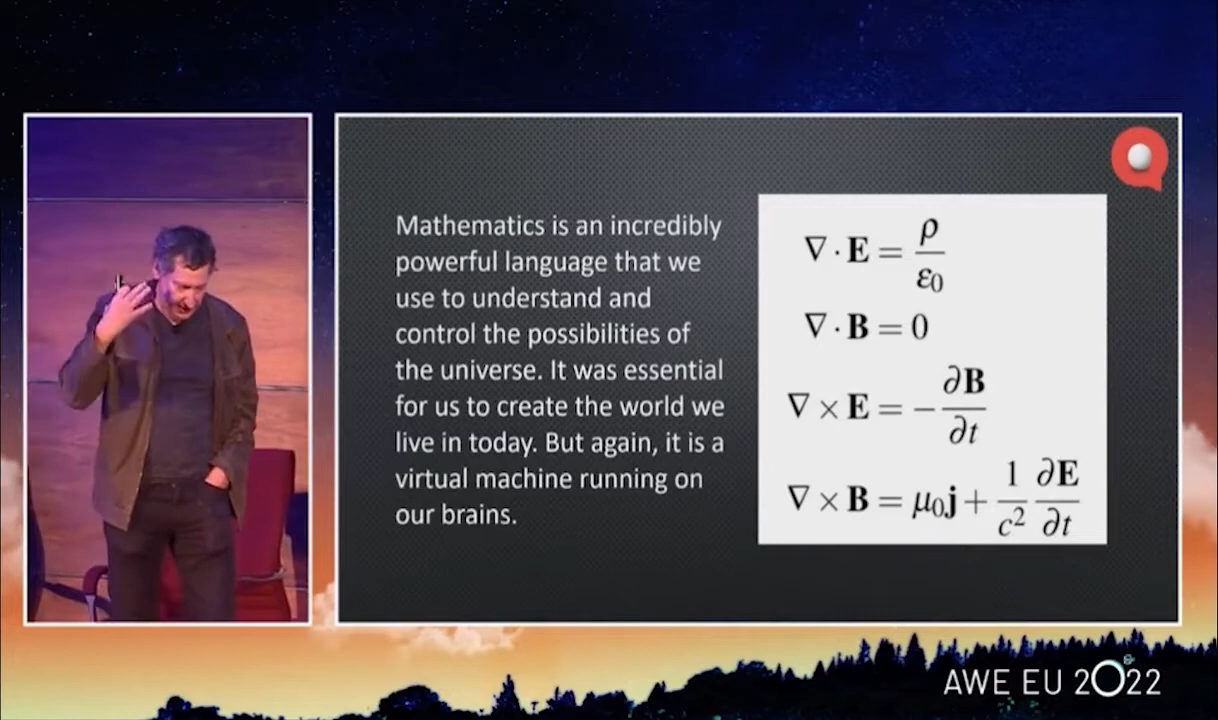 Mathematics is an incredibly
powerful language that we
use to understand and
control the possibilities of
the universe. It was essential
for us to create the world we
live in today. But again, it is a
virtual machine running on
our brains.
∇ · E = ρ/ε₀
∇ · B = 0
∇ × E = −∂B/∂t
∇ × B = μ₀j + 1/c² ∂E/∂t
AWE EU 2022